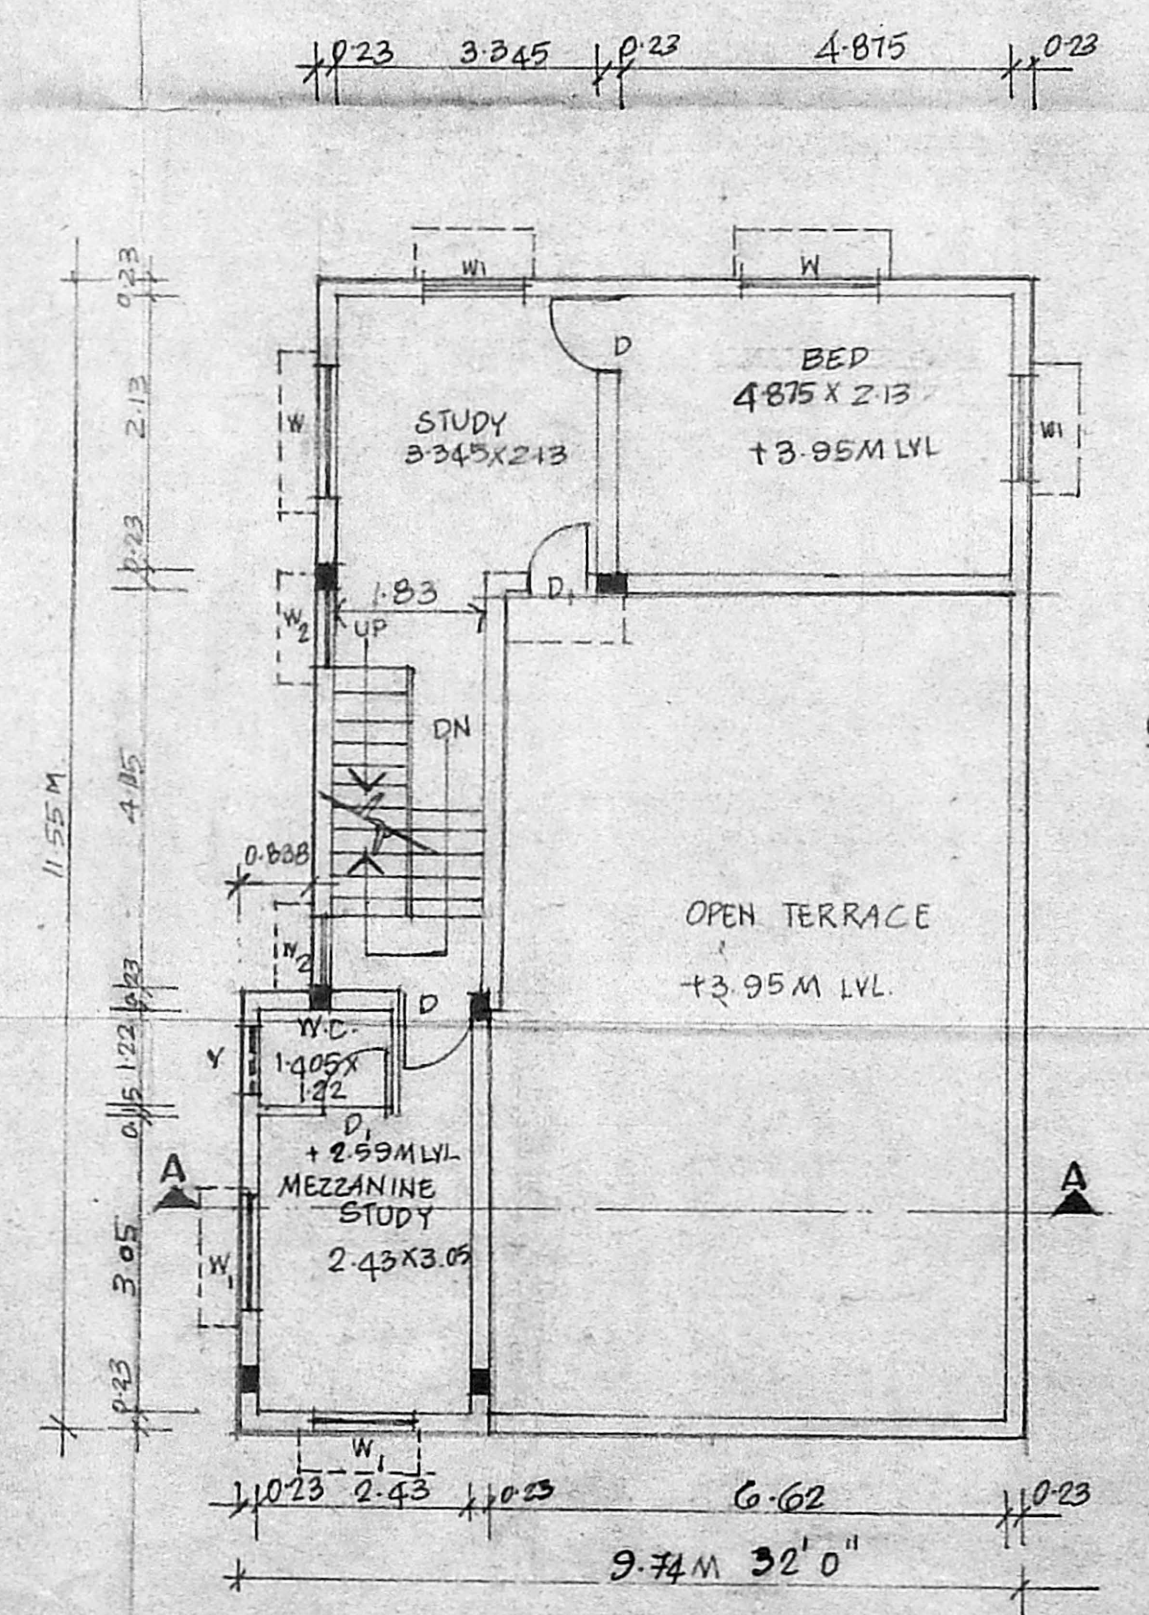 0.23 3.345 0.23 4.875 0.23
W1 W
0.23
BED
4.875 X 2.13
+3.95M LVL
D
2.13
W
STUDY
3.345X2.13
W1
0.23
D1
1.83
W2
UP
DN
11.55 M
0.838
OPEN TERRACE
+3.95M LVL.
W2
0.23
D
W.C.
1.405X
1.22
V
1.22
0.15
D1
+2.59M LVL
MEZZANINE
STUDY
2.43X3.05
A A
3.05
W1
0.23
W1
0.23 2.43 0.23 6.62 0.23
9.74M 32'0"